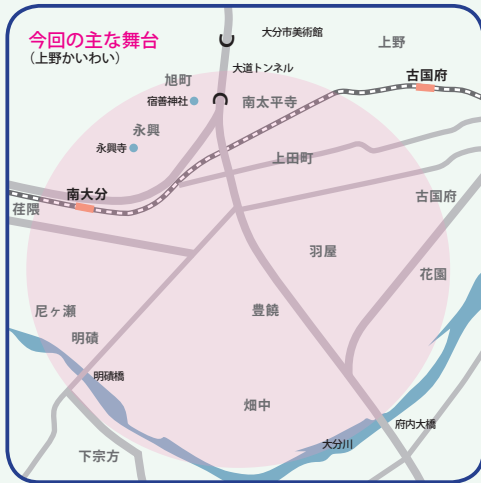 今回の主な舞台
（上野かいわい）
大分市美術館
上野
大道トンネル
古国府
旭町
宿善神社
南太平寺
永興
永興寺
上田町
南大分
荏隈
古国府
羽屋
花園
尼ヶ瀬
豊饒
明磧
明磧橋
畑中
府内大橋
大分川
下宗方